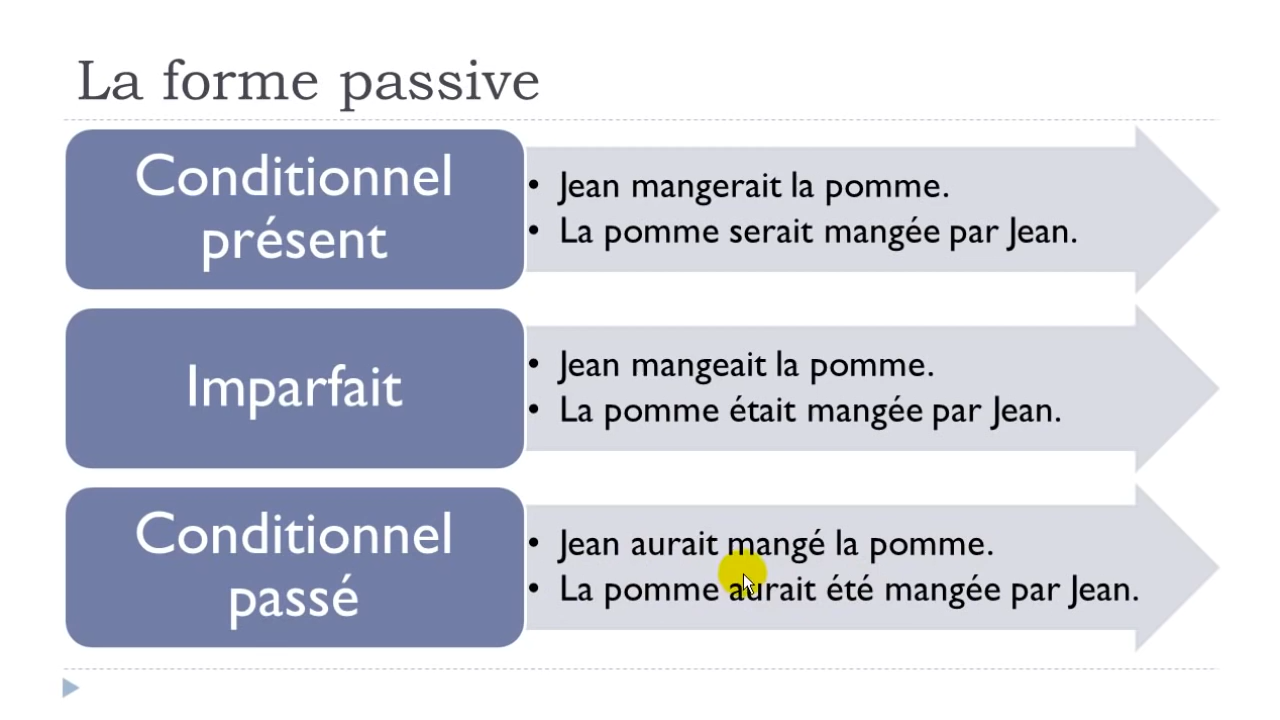 La forme passive
Conditionnel
présent
• Jean mangerait la pomme.
• La pomme serait mangée par Jean.
Imparfait
• Jean mangeait la pomme.
• La pomme était mangée par Jean.
Conditionnel
passé
• Jean aurait mangé la pomme.
• La pomme aurait été mangée par Jean.